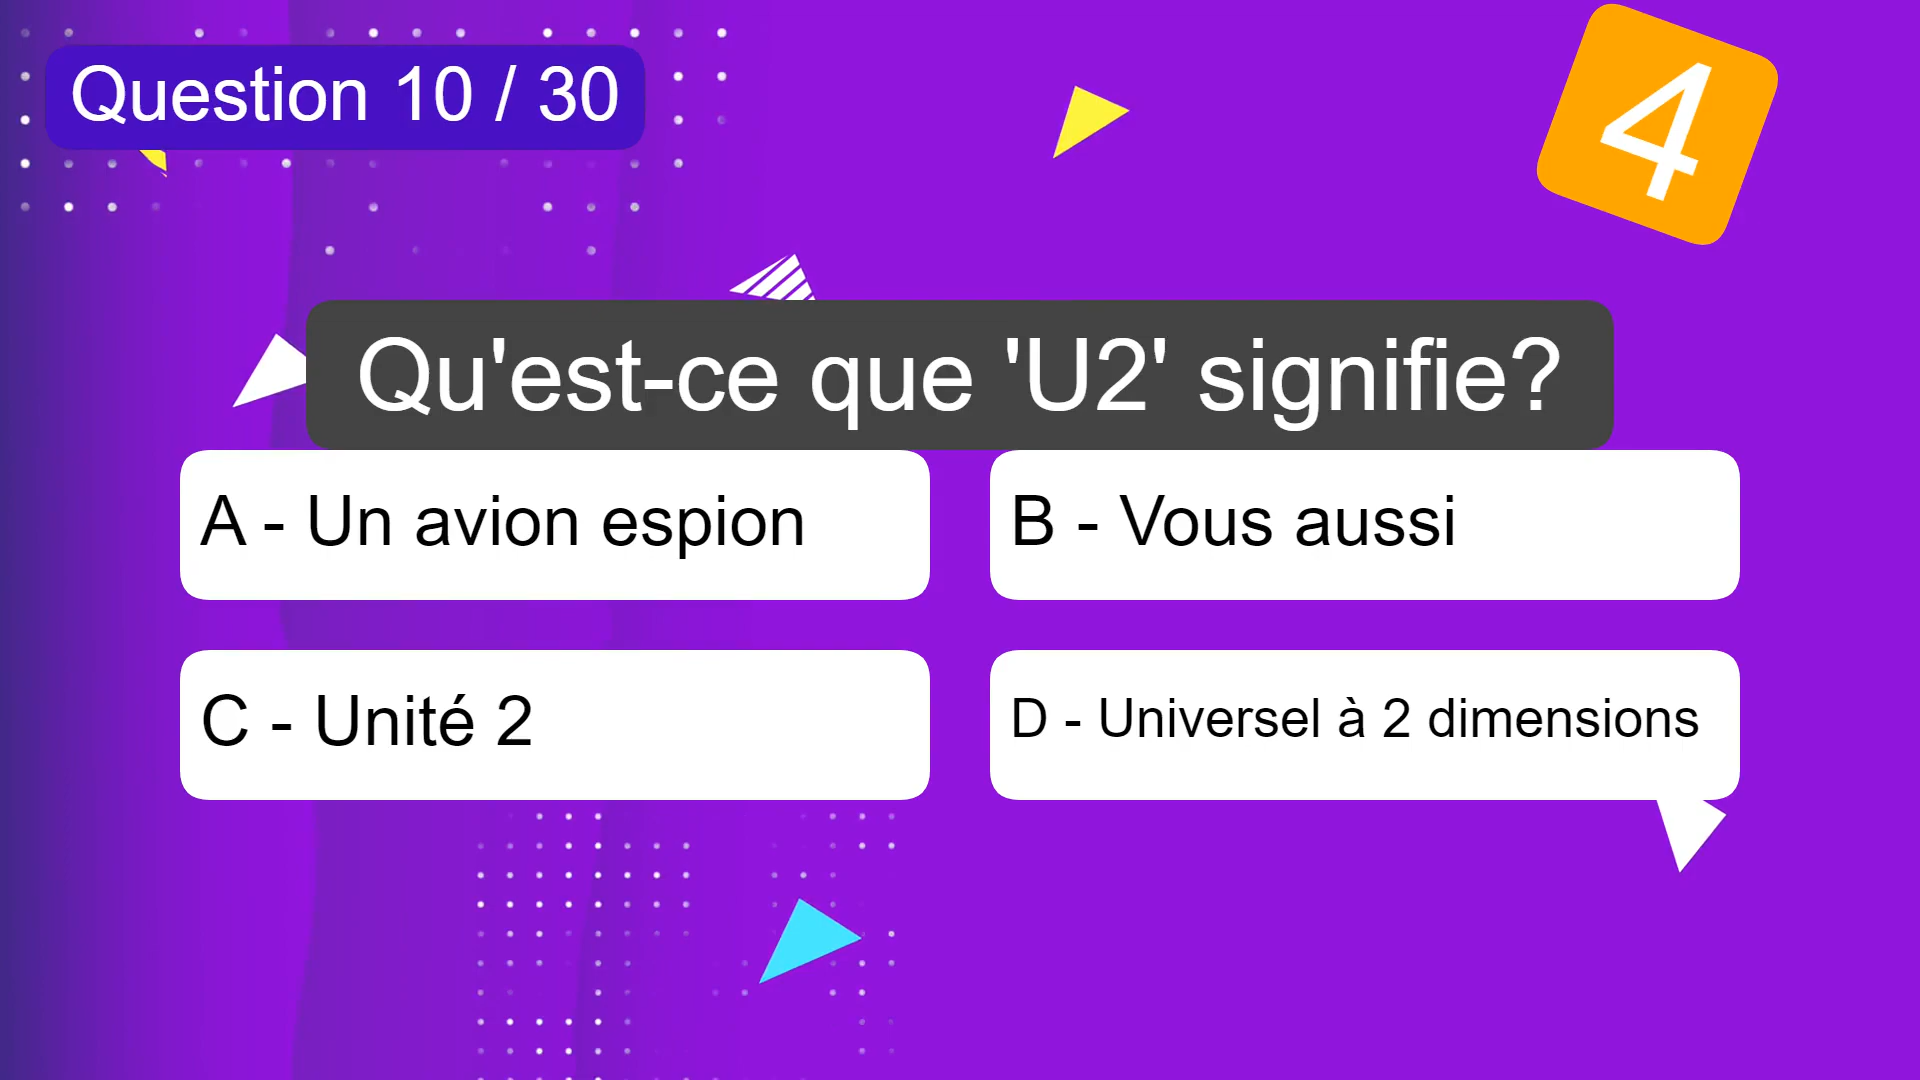 Question 10 / 30
4
Qu'est-ce que 'U2' signifie?
A - Un avion espion
B - Vous aussi
C - Unité 2
D - Universel à 2 dimensions